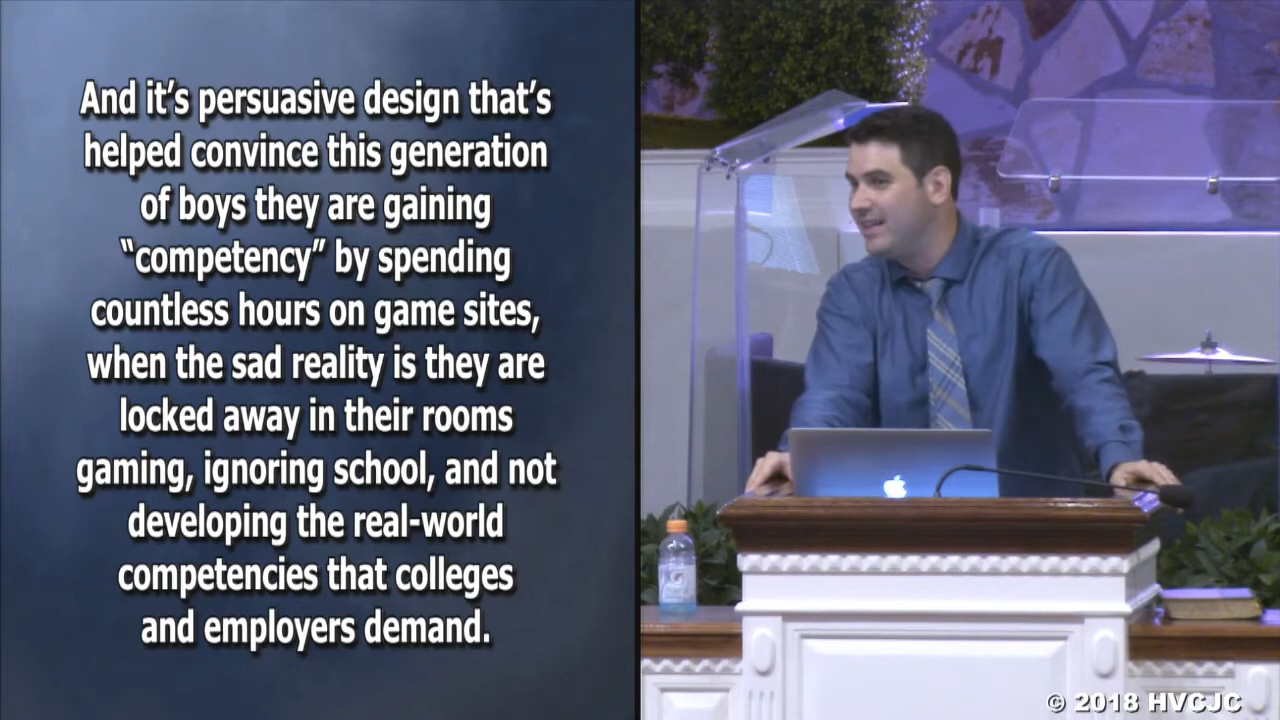 And it’s persuasive design that’s
helped convince this generation
of boys they are gaining
“competency” by spending
countless hours on game sites,
when the sad reality is they are
locked away in their rooms
gaming, ignoring school, and not
developing the real-world
competencies that colleges
and employers demand.
© 2018 HVCJC